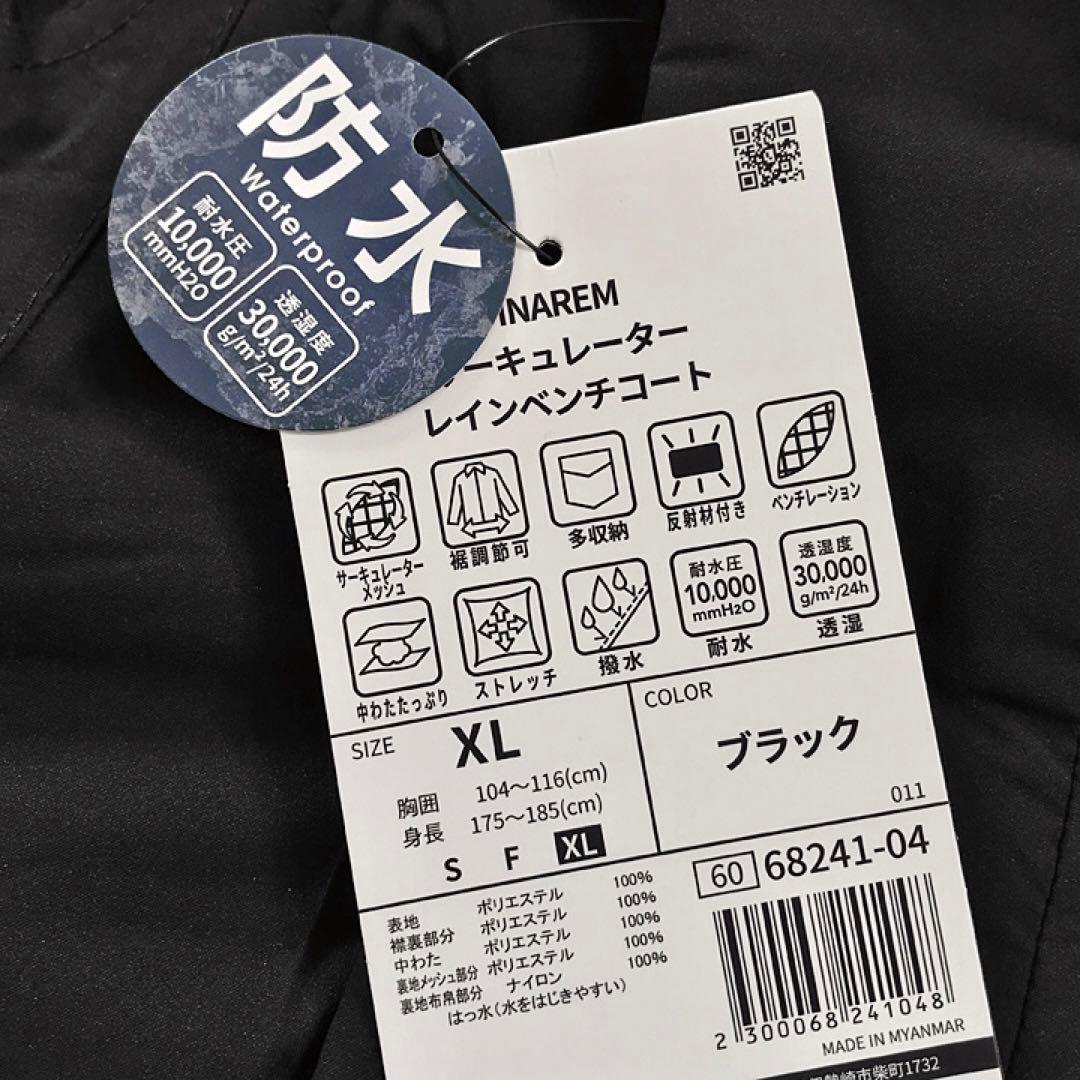 防水
Waterproof
耐水圧
10,000
mmH2O
透湿度
30,000
g/m²/24h
INAREM
ーキュレーター
レインベンチコート
サーキュレーター
メッシュ
裾調節可
多収納
反射材付き
ベンチレーション
中わたたっぷり
ストレッチ
撥水
耐水圧
10,000
mmH2O
耐水
透湿度
30,000
g/m²/24h
透湿
SIZE XL
胸囲 104～116(cm)
身長 175～185(cm)
S F XL
COLOR
ブラック
011
表地 ポリエステル 100%
襟裏部分 ポリエステル 100%
中わた ポリエステル 100%
裏地メッシュ部分 ポリエステル 100%
裏地布帛部分 ナイロン 100%
はっ水(水をはじきやすい)
60 68241-04
2 300068 241048
MADE IN MYANMAR
伊勢崎市柴町1732